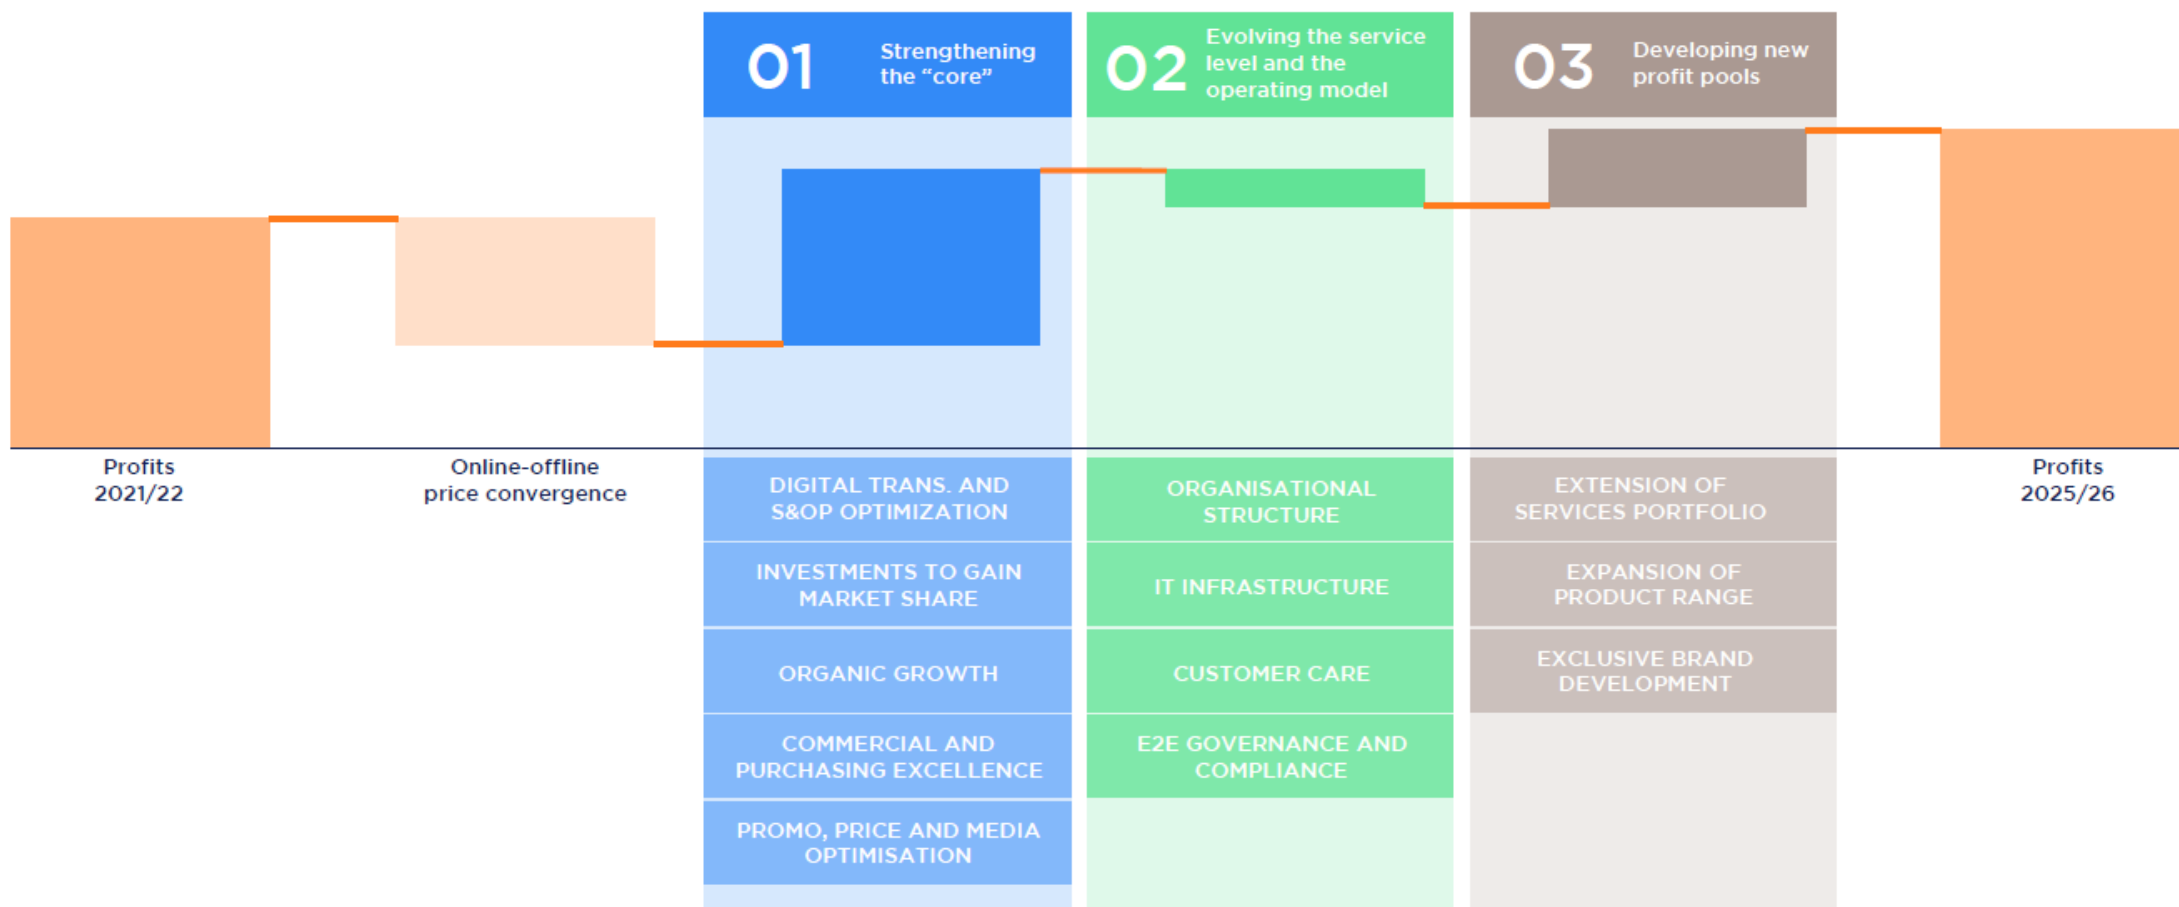 01
Strengthening
the “core”
02
Evolving the service
level and the
operating model
03
Developing new
profit pools
Profits
2021/22
Online-offline
price convergence
DIGITAL TRANS. AND
S&OP OPTIMIZATION
INVESTMENTS TO GAIN
MARKET SHARE
ORGANIC GROWTH
COMMERCIAL AND
PURCHASING EXCELLENCE
PROMO, PRICE AND MEDIA
OPTIMISATION
ORGANISATIONAL
STRUCTURE
IT INFRASTRUCTURE
CUSTOMER CARE
E2E GOVERNANCE AND
COMPLIANCE
EXTENSION OF
SERVICES PORTFOLIO
EXPANSION OF
PRODUCT RANGE
EXCLUSIVE BRAND
DEVELOPMENT
Profits
2025/26